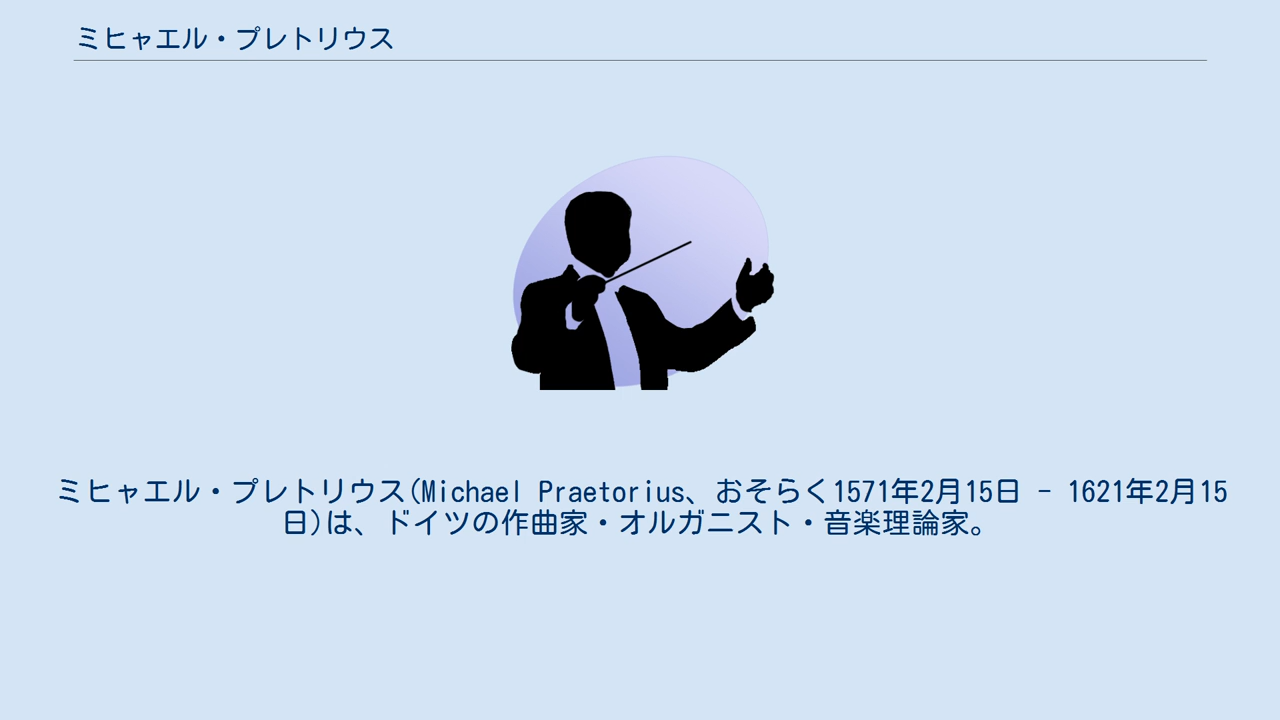 ミヒャエル・プレトリウス
ミヒャエル・プレトリウス(Michael Praetorius、おそらく1571年2月15日 - 1621年2月15
日)は、ドイツの作曲家・オルガニスト・音楽理論家。